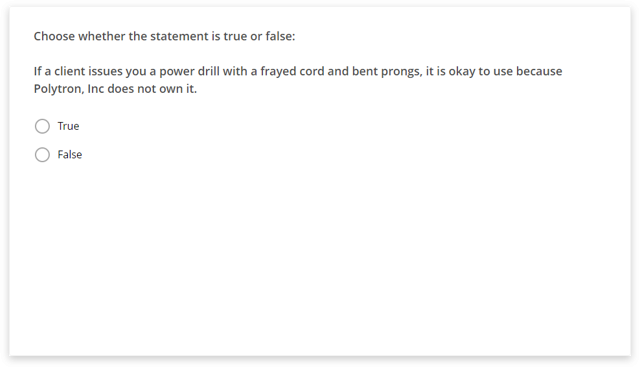 Choose whether the statement is true or false:
If a client issues you a power drill with a frayed cord and bent prongs, it is okay to use because
Polytron, Inc does not own it.
True
False